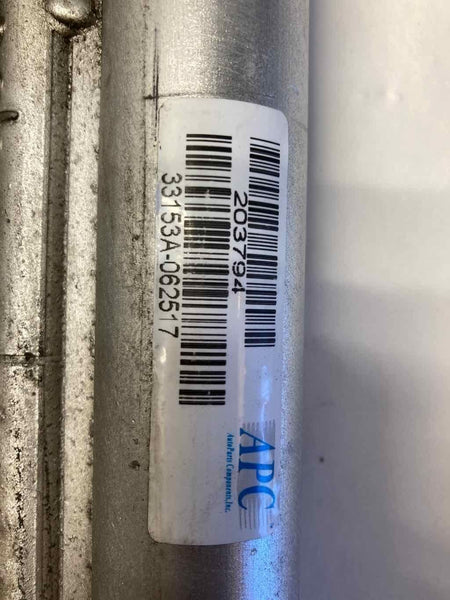 203794
33153A-062517
APC
AutoParts Components, Inc.